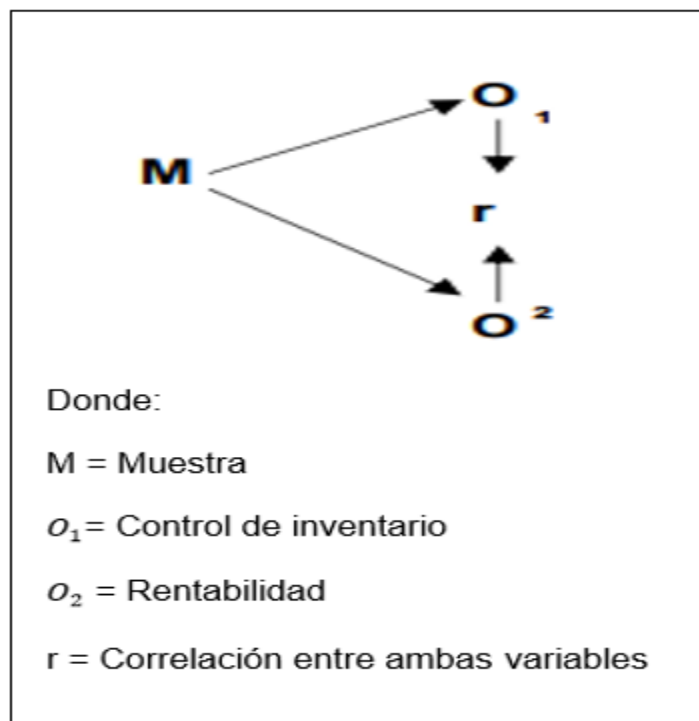 O 1
M
r
O 2
Donde:
M = Muestra
O₁= Control de inventario
O₂ = Rentabilidad
r = Correlación entre ambas variables